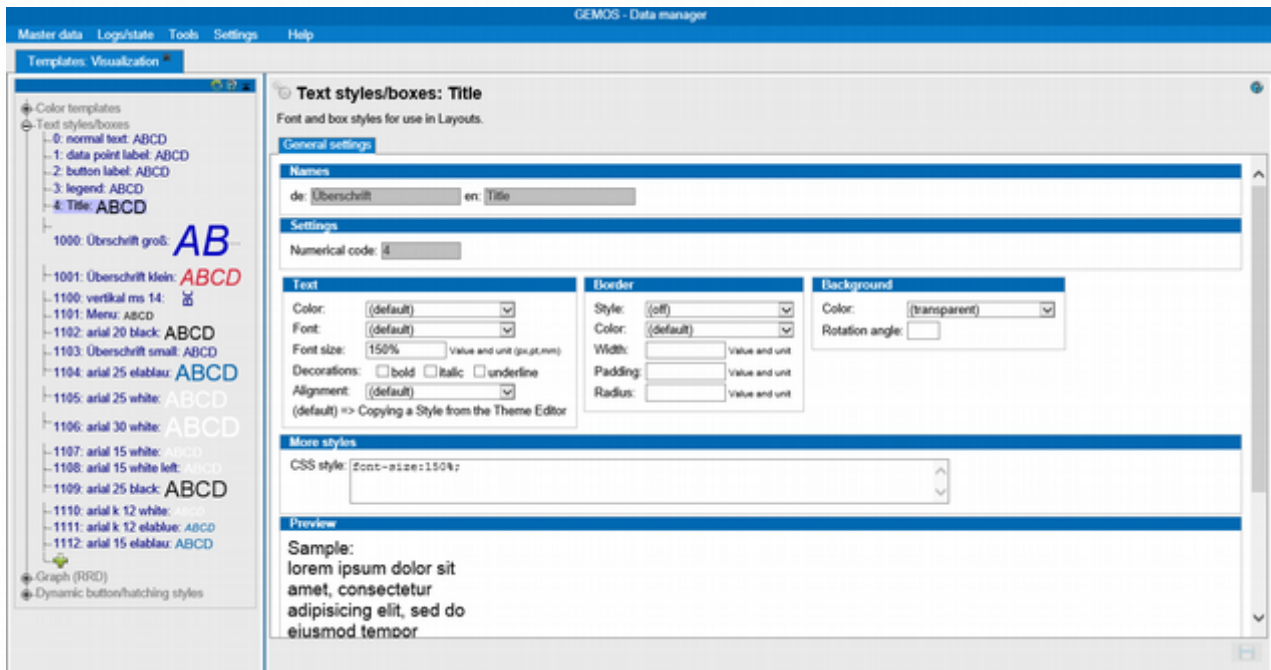 GEMOS - Data manager
Master data Logs/state Tools Settings Help
Templates: Visualization
Color templates
Text styles/boxes
0: normal text: ABCD
1: data point label: ABCD
2: button label: ABCD
3: legend: ABCD
4: Title: ABCD
1000: Übrschrift groß: AB
1001: Überschrift klein: ABCD
1100: vertikal ms 14:
1101: Menu: ABCD
1102: arial 20 black: ABCD
1103: Überschrift small: ABCD
1104: arial 25 elablau: ABCD
1105: arial 25 white: ABCD
1106: arial 30 white: ABCD
1107: arial 15 white: ABCD
1108: arial 15 white left: ABCD
1109: arial 25 black: ABCD
1110: arial k 12 white: ABCD
1111: arial k 12 elablue: ABCD
1112: arial 15 elablau: ABCD
Graph (RRD)
Dynamic button/hatching styles
Text styles/boxes: Title
Font and box styles for use in Layouts.
General settings
Names
de: Überschrift en: Title
Settings
Numerical code: 4
Text
Color: (default)
Font: (default)
Font size: 150% Value and unit (px,pt,mm)
Decorations: bold italic underline
Alignment: (default)
(default) => Copying a Style from the Theme Editor
Border
Style: (off)
Color: (default)
Width: Value and unit
Padding: Value and unit
Radius: Value and unit
Background
Color: (transparent)
Rotation angle:
More styles
CSS style: font-size:150%;
Preview
Sample:
lorem ipsum dolor sit
amet, consectetur
adipisicing elit, sed do
eiusmod tempor